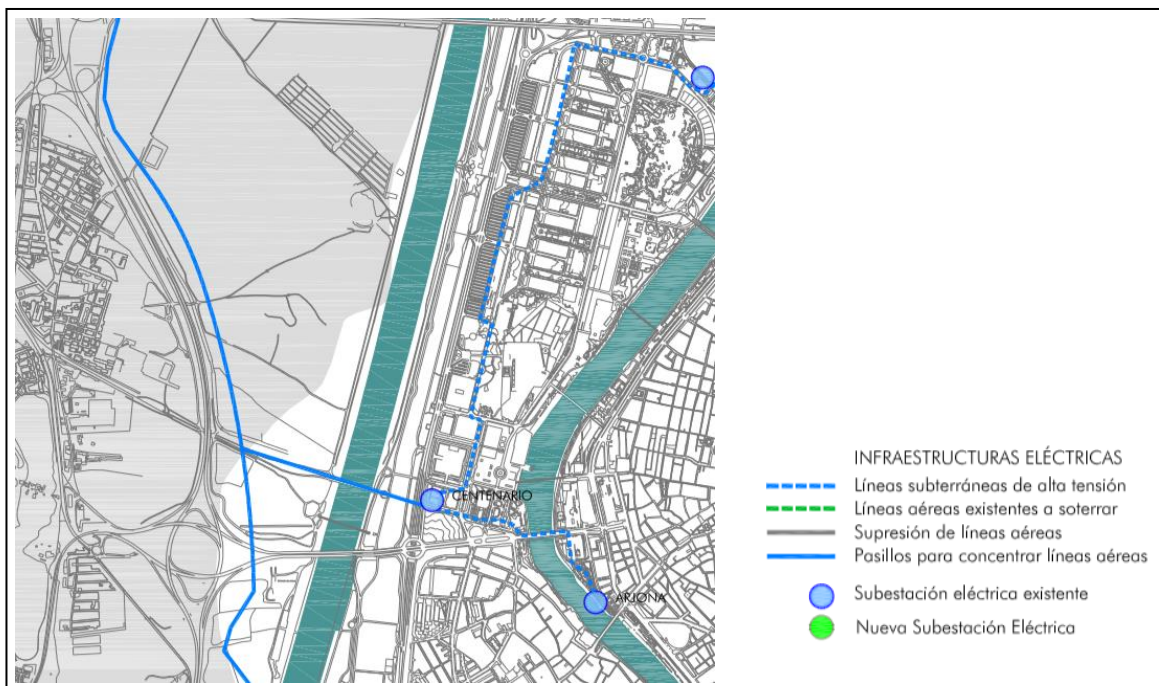 CENTENARIO
ARJONA
INFRAESTRUCTURAS ELÉCTRICAS
Líneas subterráneas de alta tensión
Líneas aéreas existentes a soterrar
Supresión de líneas aéreas
Pasillos para concentrar líneas aéreas
Subestación eléctrica existente
Nueva Subestación Eléctrica